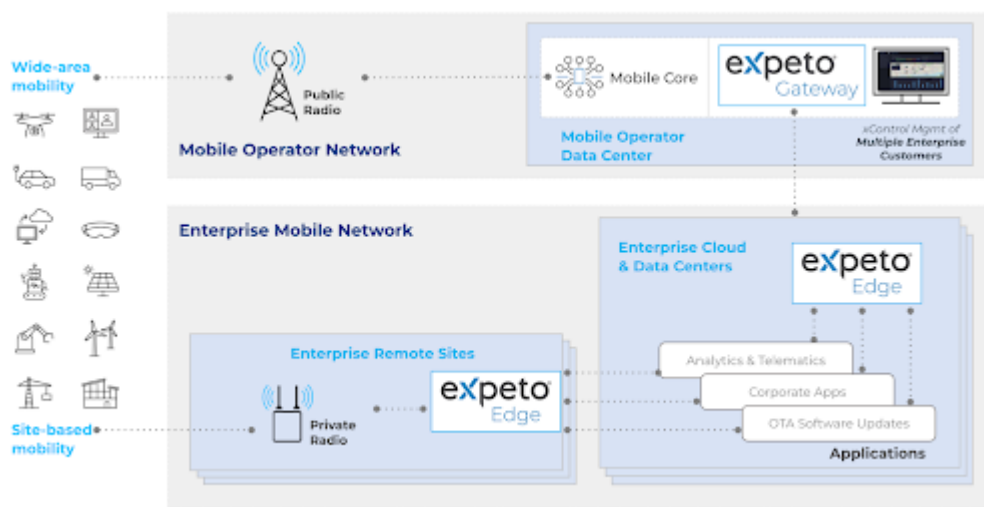 Wide-area
mobility
Public
Radio
Mobile Operator Network
Mobile Core
expeto
Gateway
Mobile Operator
Data Center
xControl Mgmt of
Multiple Enterprise
Customers
Enterprise Mobile Network
Enterprise Cloud
& Data Centers
expeto
Edge
Enterprise Remote Sites
Private
Radio
expeto
Edge
Analytics & Telematics
Corporate Apps
OTA Software Updates
Applications
Site-based
mobility